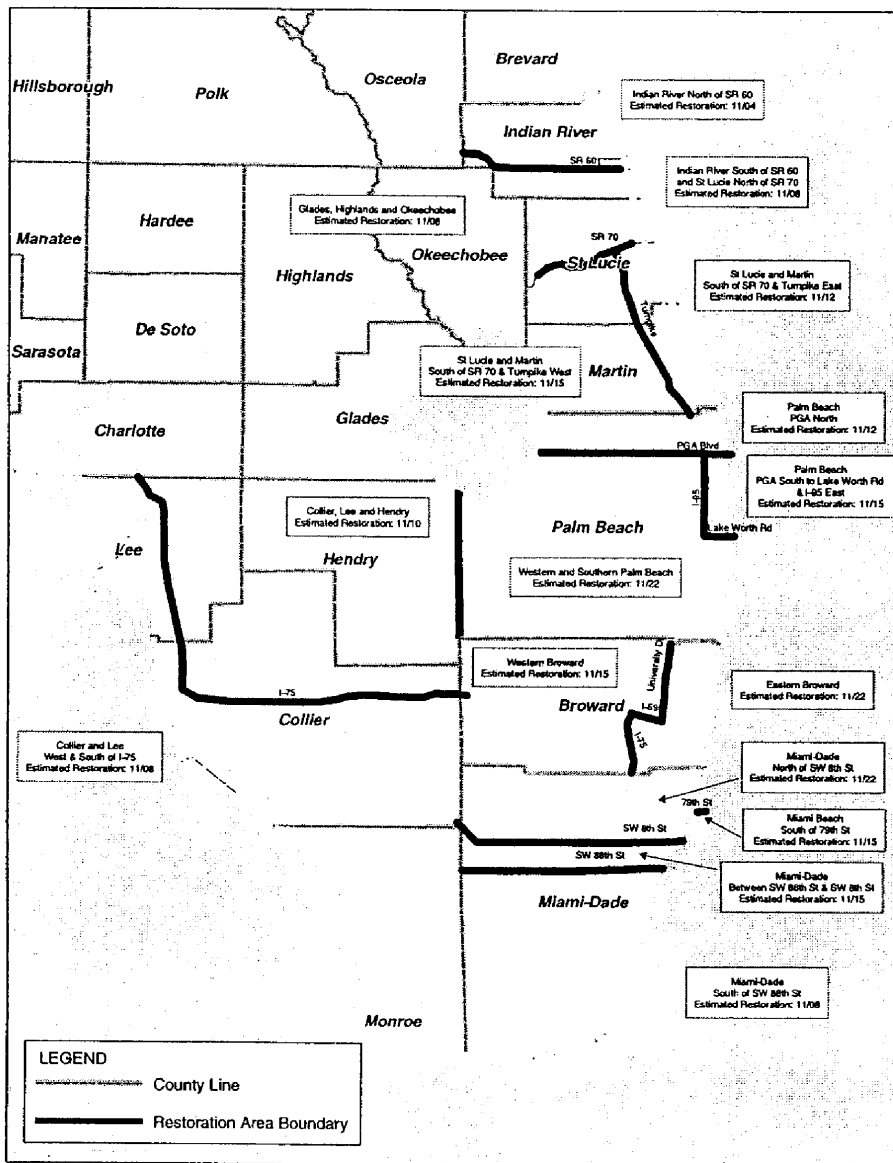 Brevard
Osceola
Hillsborough
Polk
Indian River North of SR 60
Estimated Restoration: 11/04
Indian River
SR 60
Indian River South of SR 60
and St Lucie North of SR 70
Estimated Restoration: 11/08
Glades, Highlands and Okeechobee
Estimated Restoration: 11/08
Hardee
Manatee
Okeechobee
SR 70
St Lucie
Highlands
St Lucie and Martin
South of SR 70 & Turnpike East
Estimated Restoration: 11/12
Turnpike
De Soto
Sarasota
St Lucie and Martin
South of SR 70 & Turnpike West
Estimated Restoration: 11/15
Martin
Glades
Charlotte
Palm Beach
PGA North
Estimated Restoration: 11/12
PGA Blvd
Palm Beach
PGA South to Lake Worth Rd
& I-95 East
Estimated Restoration: 11/15
I-95
Lake Worth Rd
Collier, Lee and Hendry
Estimated Restoration: 11/10
Palm Beach
Lee
Hendry
Western and Southern Palm Beach
Estimated Restoration: 11/22
Western Broward
Estimated Restoration: 11/15
University D
Eastern Broward
Estimated Restoration: 11/22
I-75
Collier
Broward
I-75
Collier and Lee
West & South of I-75
Estimated Restoration: 11/08
Miami-Dade
North of SW 8th St
Estimated Restoration: 11/22
79th St
Miami Beach
South of 79th St
Estimated Restoration: 11/15
SW 8th St
SW 88th St
Miami-Dade
Between SW 88th St & SW 8th St
Estimated Restoration: 11/15
Miami-Dade
Miami-Dade
South of SW 88th St
Estimated Restoration: 11/08
Monroe
LEGEND
County Line
Restoration Area Boundary